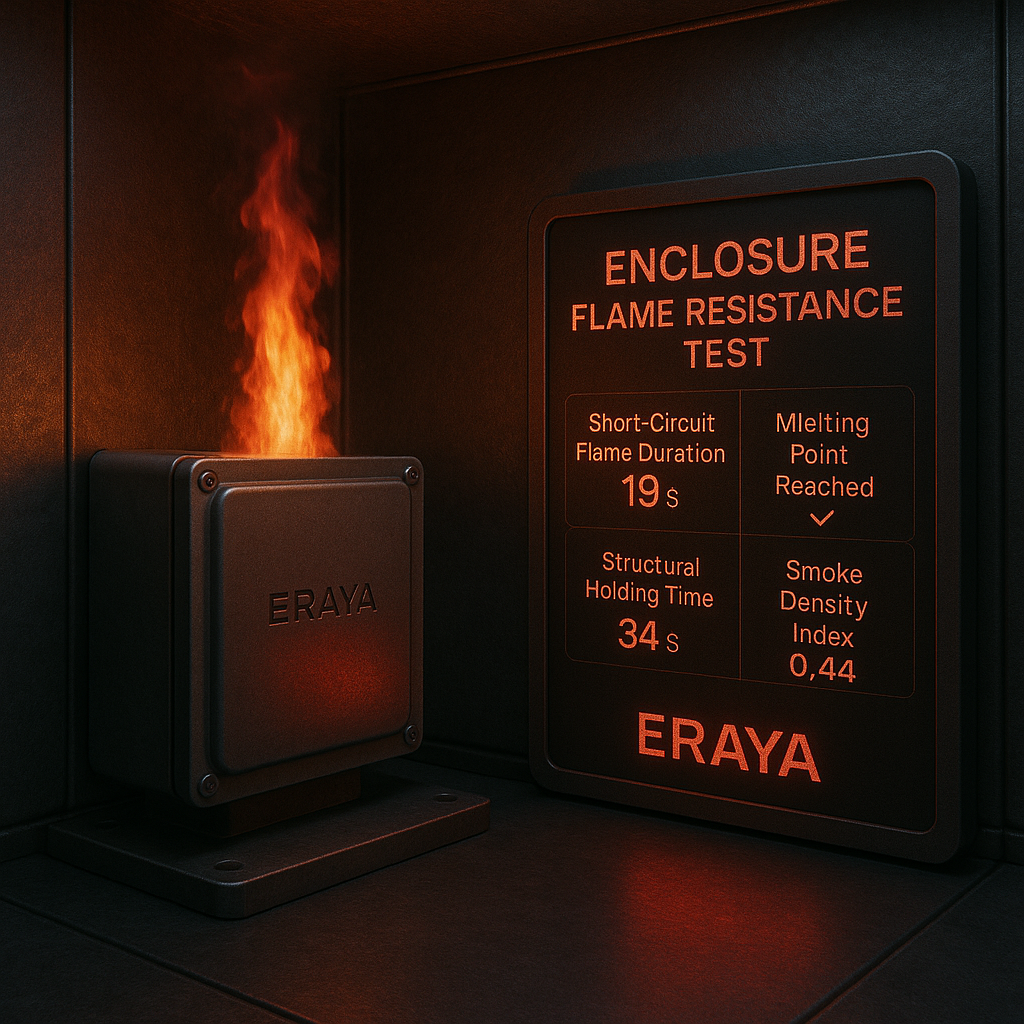 ERAYA
ENCLOSURE
FLAME RESISTANCE
TEST
Short-Circuit
Flame Duration
19 $
MIelting
Point
Reached
✓
Structural
Holding Time
34 s
Smoke
Density
Index
0,44
ERAYA